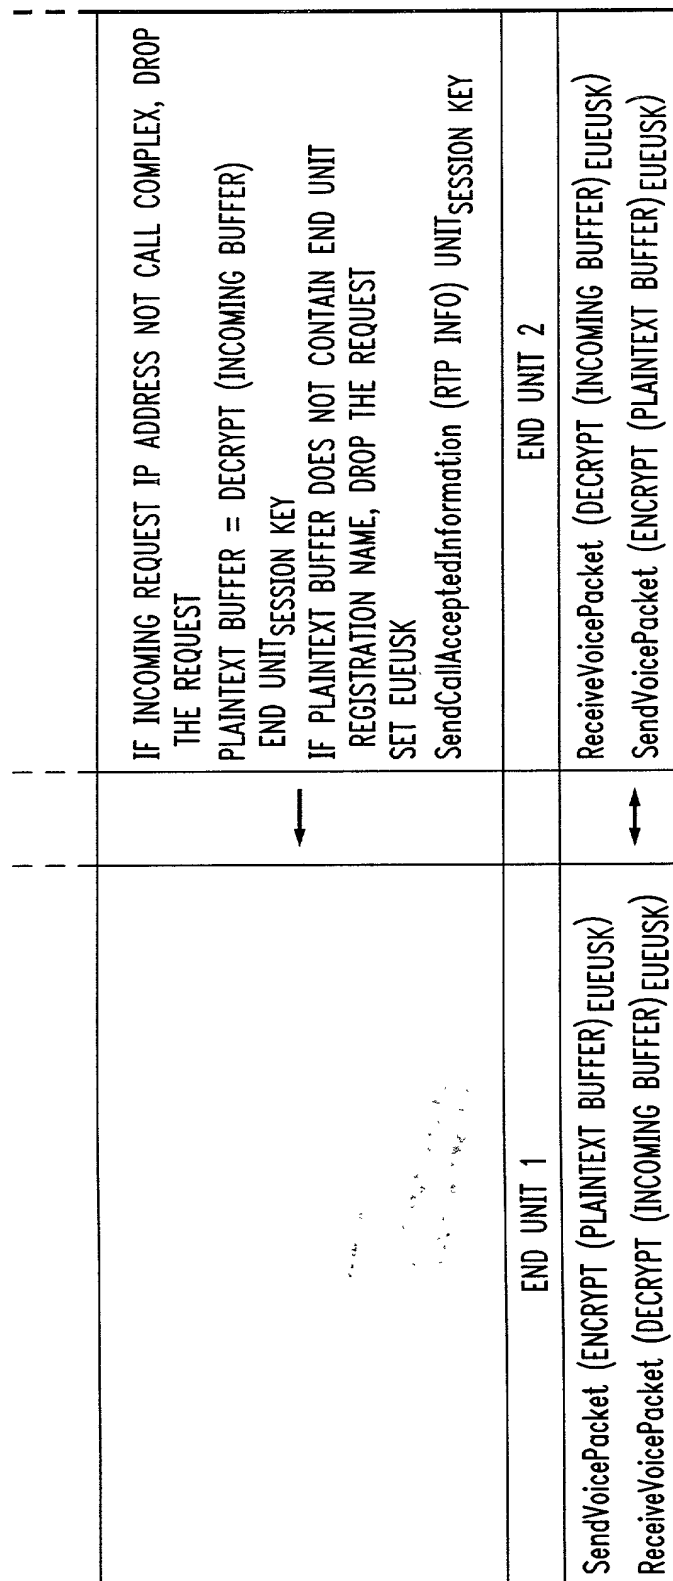 IF INCOMING REQUEST IP ADDRESS NOT CALL COMPLEX, DROP
THE REQUEST
PLAINTEXT BUFFER = DECRYPT (INCOMING BUFFER)
END UNIT SESSION KEY
IF PLAINTEXT BUFFER DOES NOT CONTAIN END UNIT
REGISTRATION NAME, DROP THE REQUEST
SET EUEUSK
SendCallAcceptedInformation (RTP INFO) UNIT SESSION KEY
END UNIT 1
END UNIT 2
SendVoicePacket (ENCRYPT (PLAINTEXT BUFFER) EUEUSK)
ReceiveVoicePacket (DECRYPT (INCOMING BUFFER) EUEUSK)
ReceiveVoicePacket (DECRYPT (INCOMING BUFFER) EUEUSK)
SendVoicePacket (ENCRYPT (PLAINTEXT BUFFER) EUEUSK)